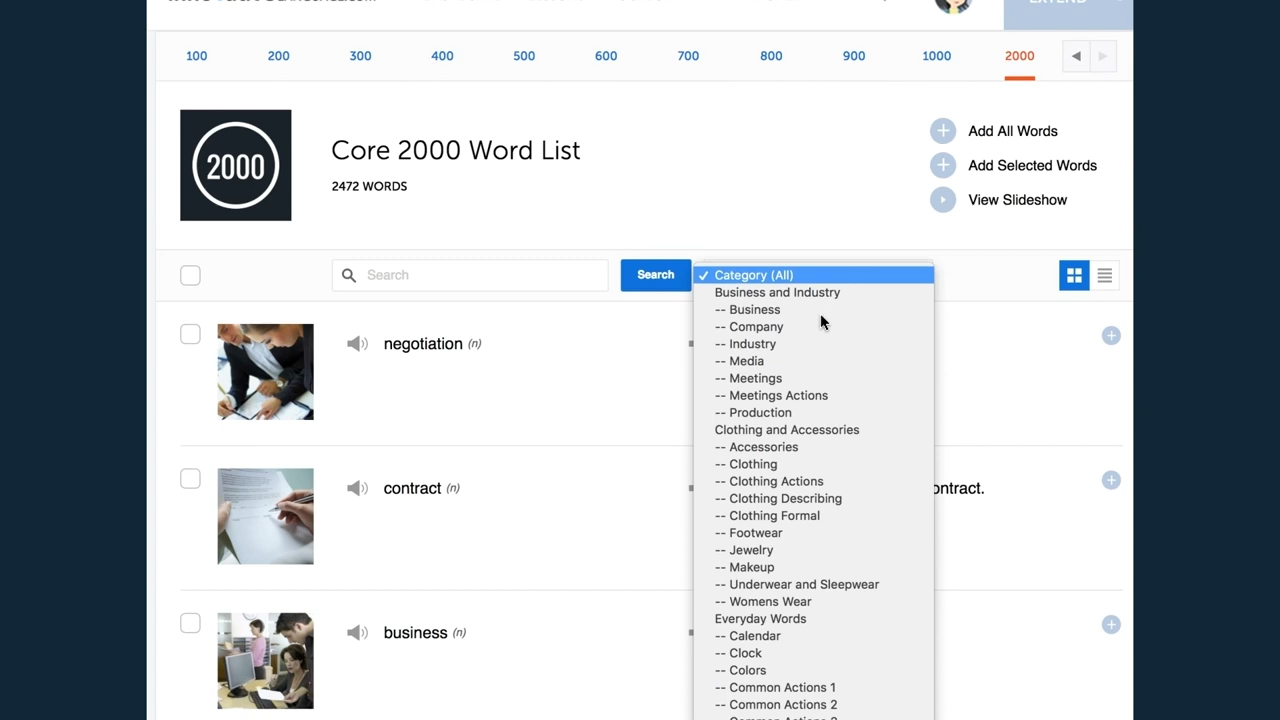 EXTEND
100 200 300 400 500 600 700 800 900 1000 2000
2000
Core 2000 Word List
2472 WORDS
Add All Words
Add Selected Words
View Slideshow
Search
Search
✓ Category (All)
Business and Industry
-- Business
-- Company
-- Industry
-- Media
-- Meetings
-- Meetings Actions
-- Production
Clothing and Accessories
-- Accessories
-- Clothing
-- Clothing Actions
-- Clothing Describing
-- Clothing Formal
-- Footwear
-- Jewelry
-- Makeup
-- Underwear and Sleepwear
-- Womens Wear
Everyday Words
-- Calendar
-- Clock
-- Colors
-- Common Actions 1
-- Common Actions 2
negotiation (n)
contract (n)
ontract.
business (n)